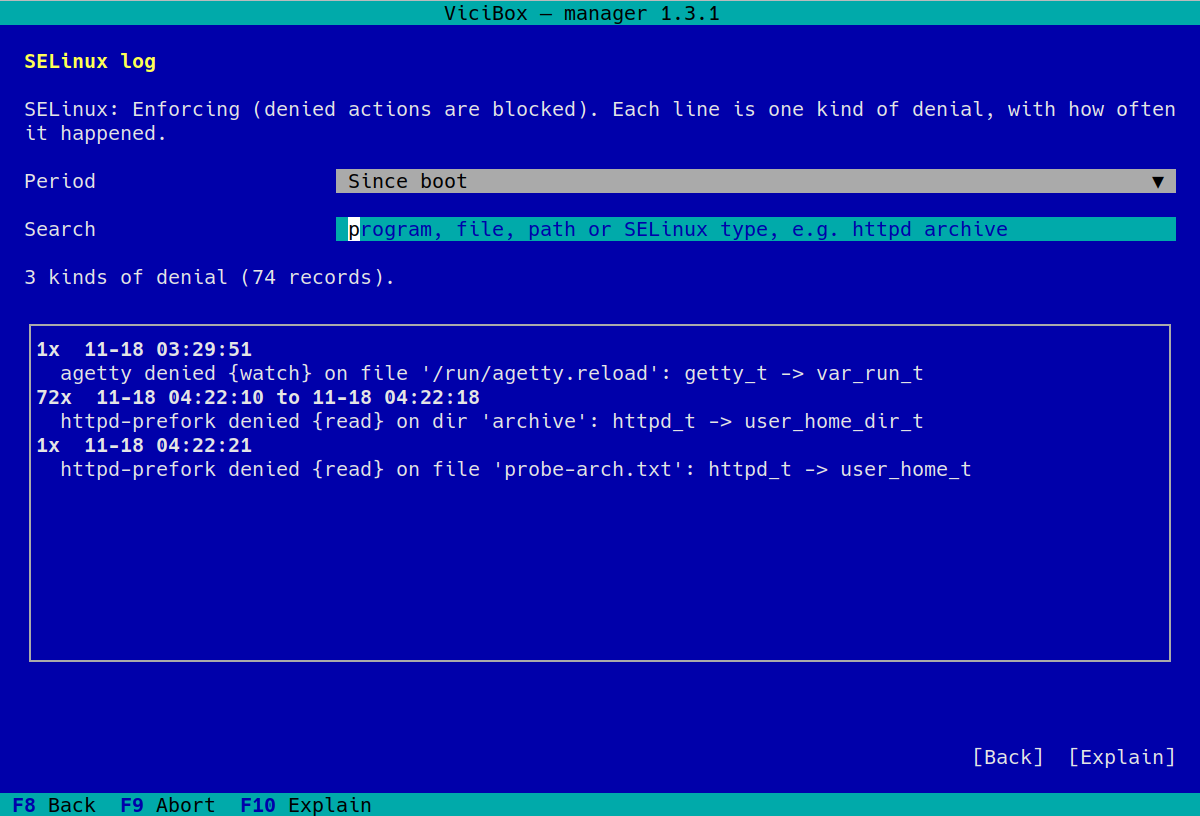 ViciBox – manager 1.3.1
SELinux log
SELinux: Enforcing (denied actions are blocked). Each line is one kind of denial, with how often
it happened.
Period Since boot ▼
Search program, file, path or SELinux type, e.g. httpd archive
3 kinds of denial (74 records).
1x 11-18 03:29:51
agetty denied {watch} on file '/run/agetty.reload': getty_t -> var_run_t
72x 11-18 04:22:10 to 11-18 04:22:18
httpd-prefork denied {read} on dir 'archive': httpd_t -> user_home_dir_t
1x 11-18 04:22:21
httpd-prefork denied {read} on file 'probe-arch.txt': httpd_t -> user_home_t
[Back] [Explain]
F8 Back F9 Abort F10 Explain